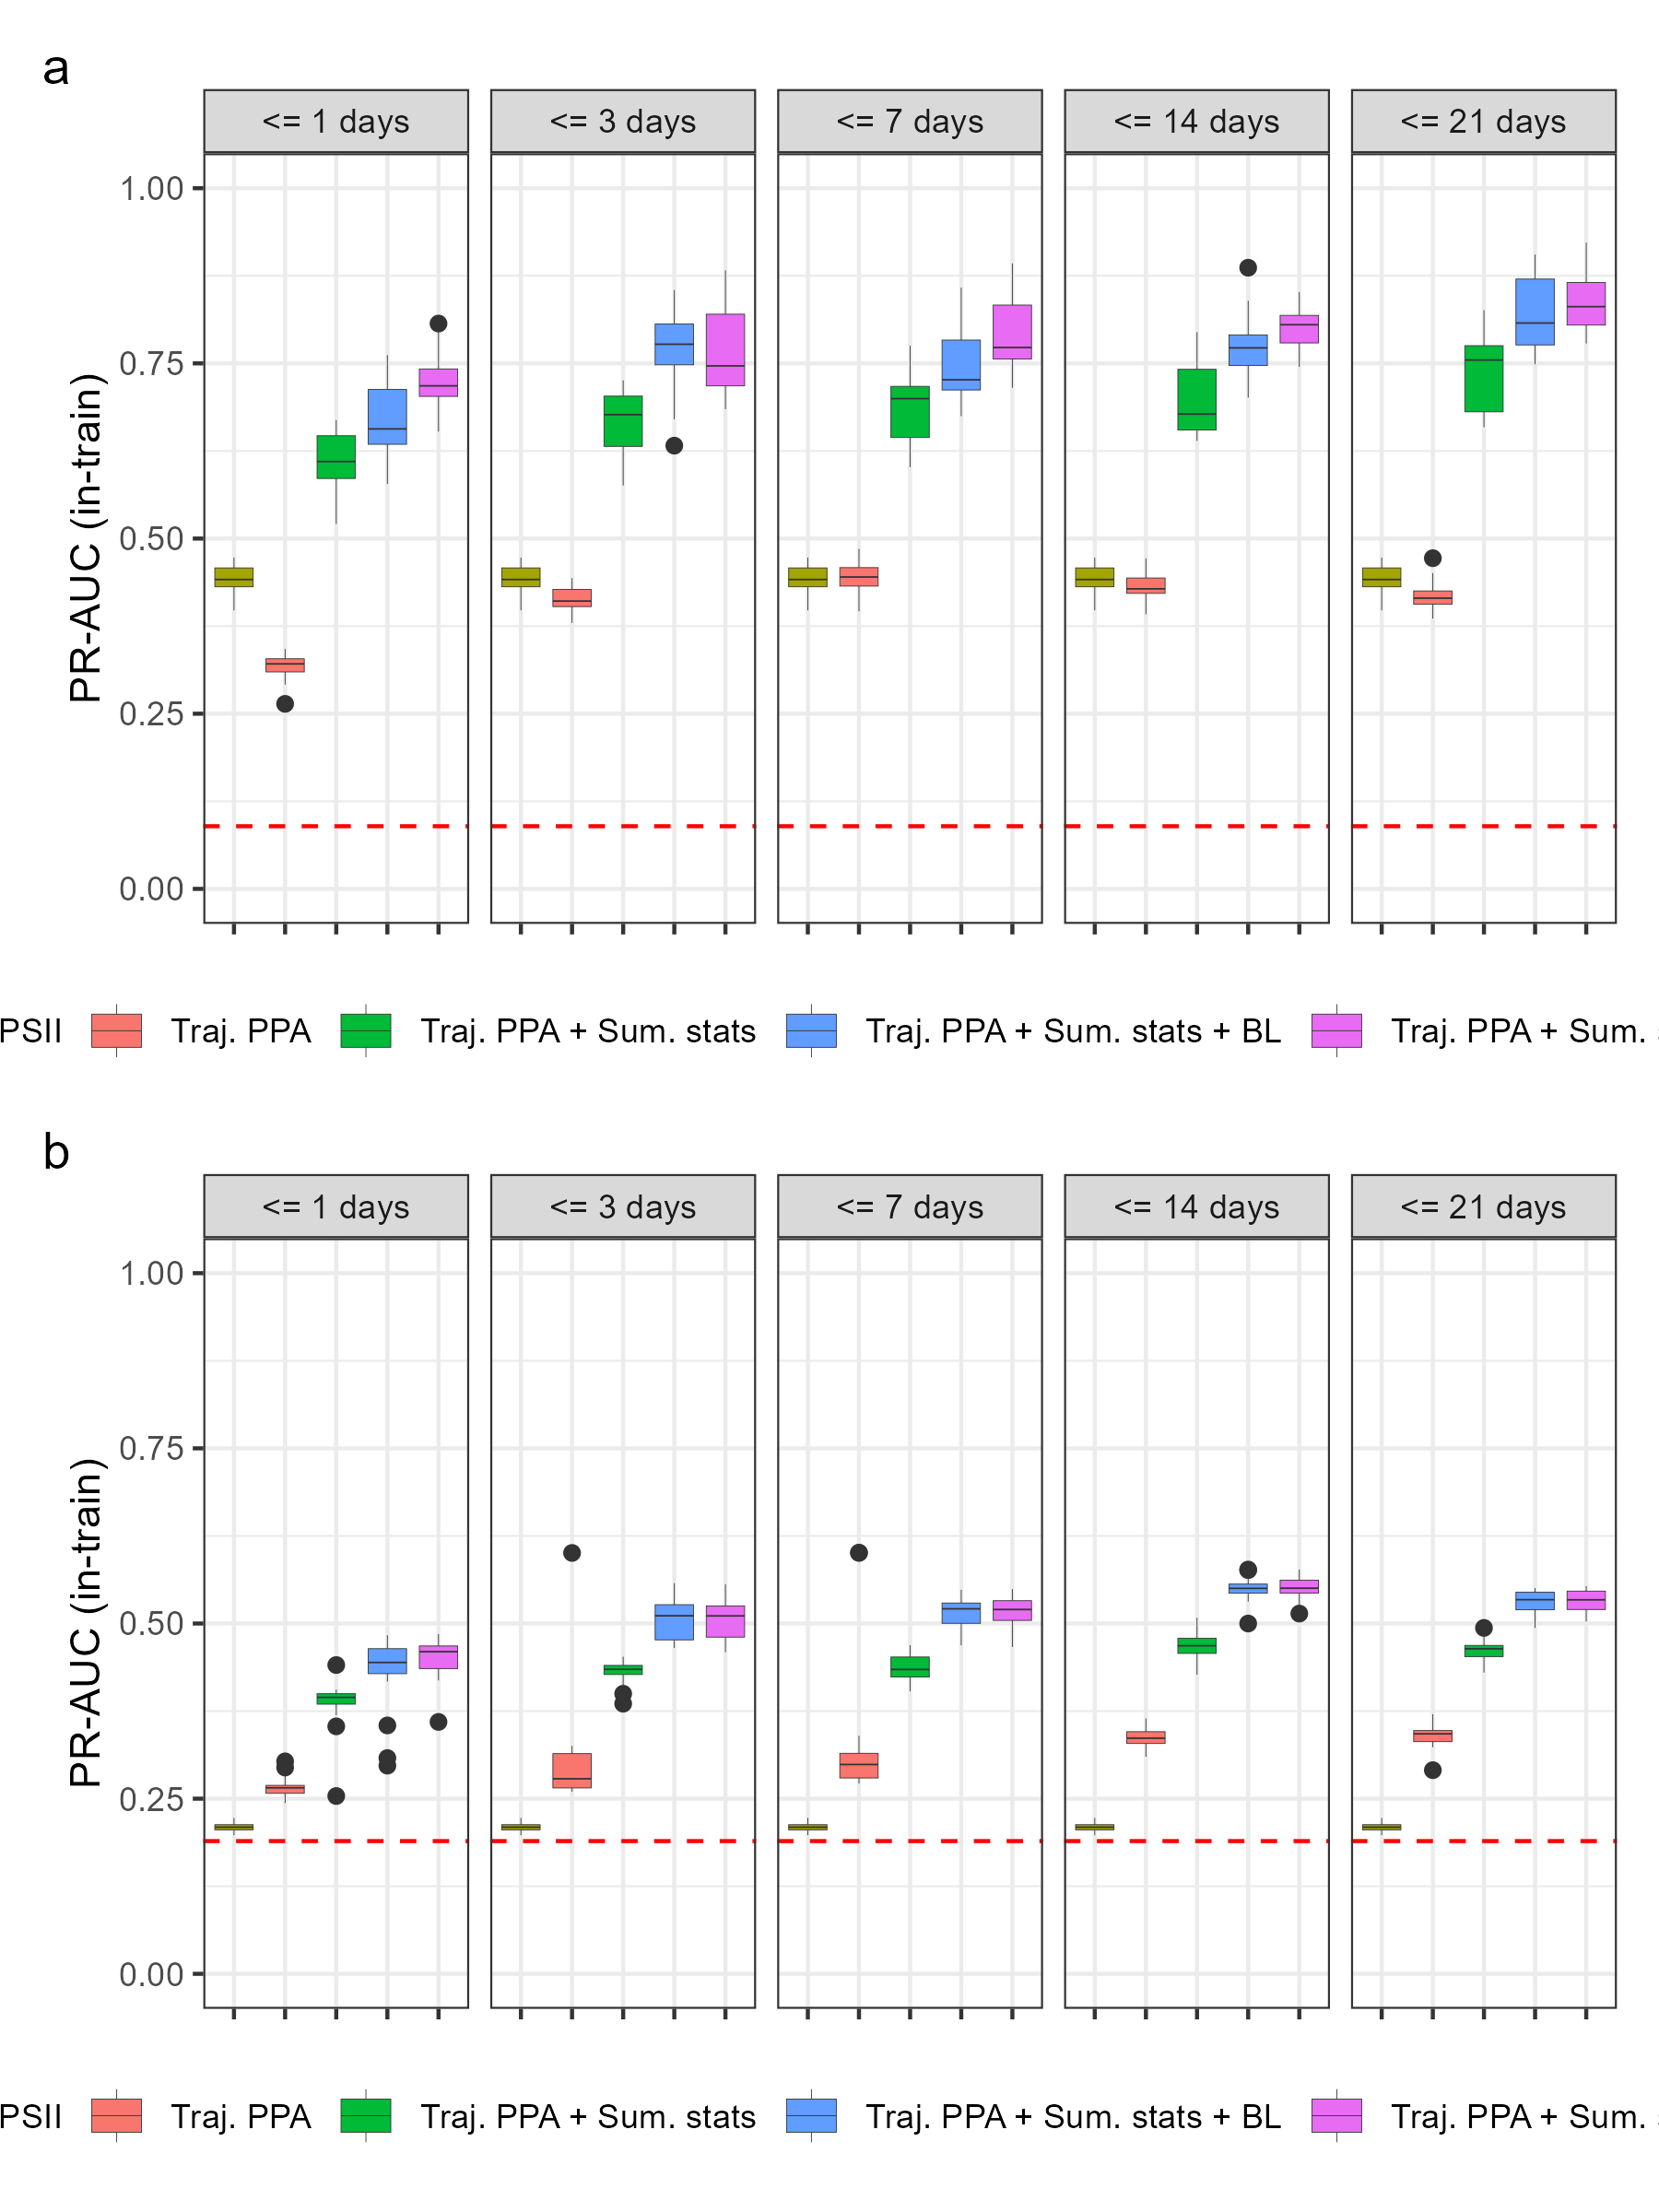 a
<= 1 days <= 3 days <= 7 days <= 14 days <= 21 days
1.00
0.75
0.50
0.25
0.00
PR-AUC (in-train)
PSII Traj. PPA Traj. PPA + Sum. stats Traj. PPA + Sum. stats + BL Traj. PPA + Sum.
b
<= 1 days <= 3 days <= 7 days <= 14 days <= 21 days
1.00
0.75
0.50
0.25
0.00
PR-AUC (in-train)
PSII Traj. PPA Traj. PPA + Sum. stats Traj. PPA + Sum. stats + BL Traj. PPA + Sum.